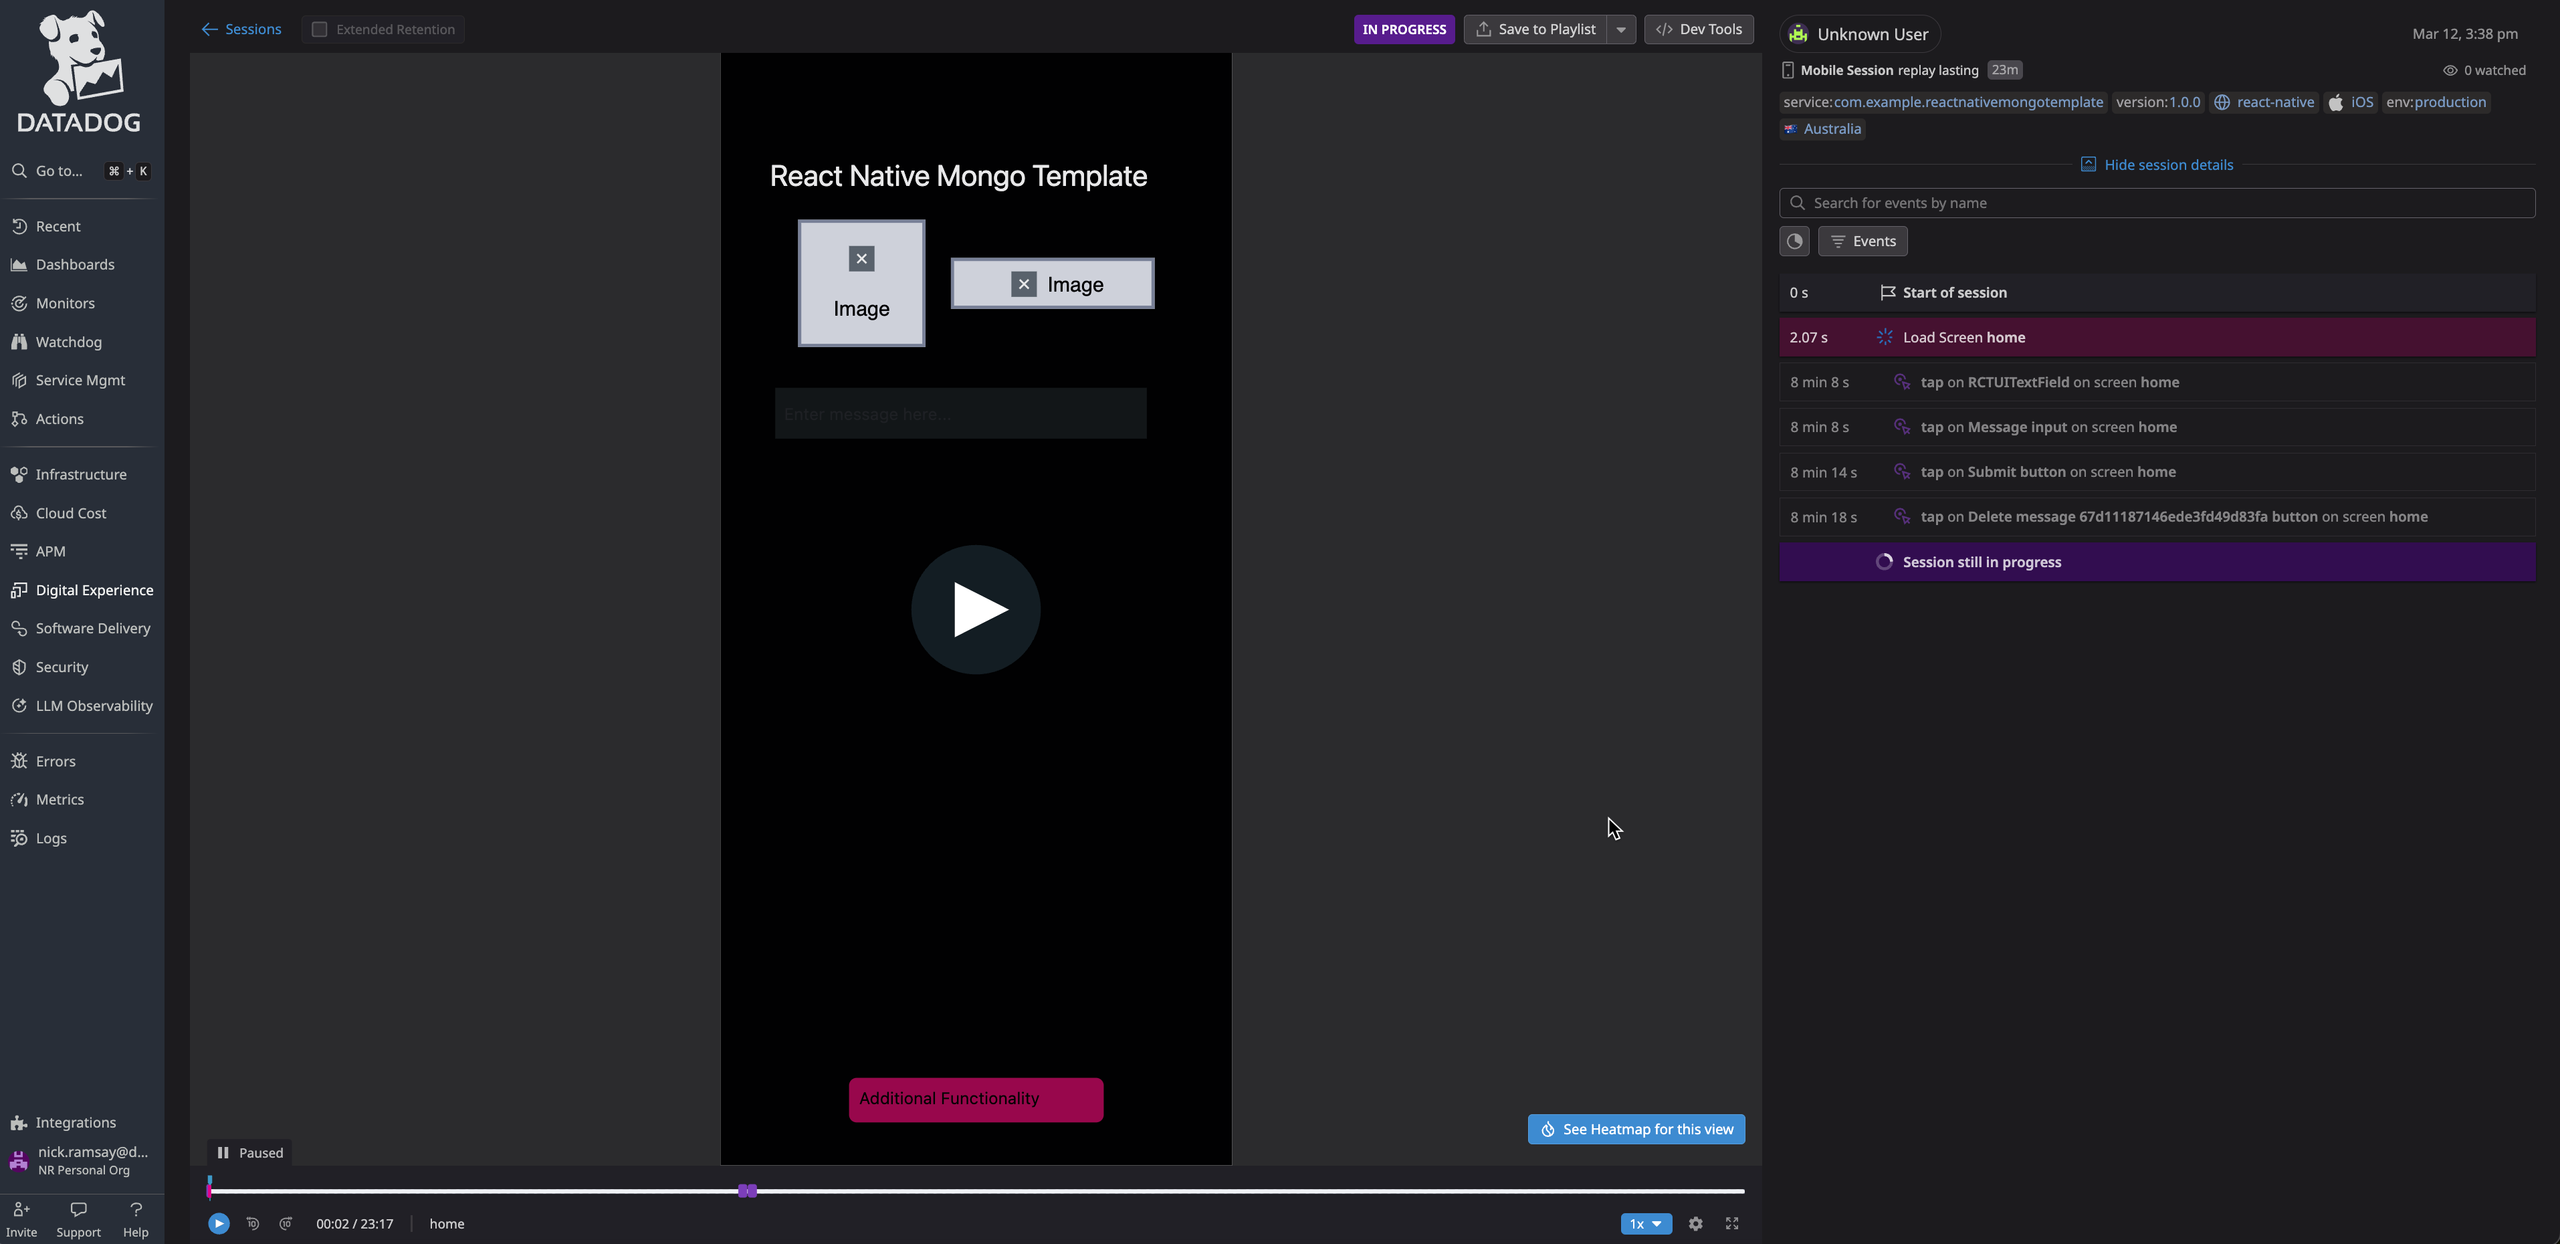 DATADOG
Go to... ⌘ + K
Recent
Dashboards
Monitors
Watchdog
Service Mgmt
Actions
Infrastructure
Cloud Cost
APM
Digital Experience
Software Delivery
Security
LLM Observability
Errors
Metrics
Logs
Integrations
nick.ramsay@d...
NR Personal Org
Invite Support Help
Sessions Extended Retention
IN PROGRESS Save to Playlist Dev Tools
React Native Mongo Template
Image
Image
Enter message here...
Additional Functionality
See Heatmap for this view
Paused
10 10 00:02 / 23:17 home 1x
Unknown User Mar 12, 3:38 pm
Mobile Session replay lasting 23m 0 watched
service:com.example.reactnativemongotemplate version:1.0.0 react-native iOS env:production
Australia
Hide session details
Search for events by name
Events
0 s Start of session
2.07 s Load Screen home
8 min 8 s tap on RCTUITextField on screen home
8 min 8 s tap on Message input on screen home
8 min 14 s tap on Submit button on screen home
8 min 18 s tap on Delete message 67d11187146ede3fd49d83fa button on screen home
Session still in progress